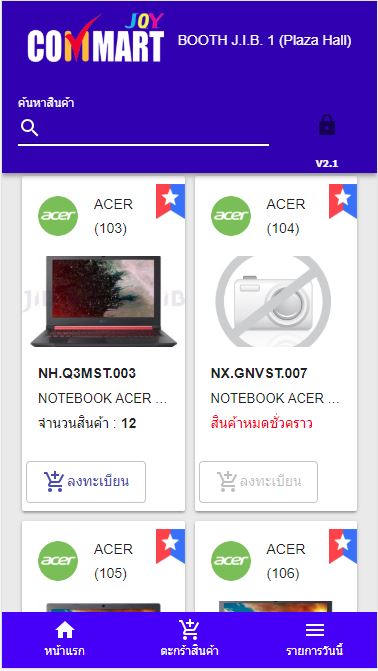 JOY
COMMART
BOOTH J.I.B. 1 (Plaza Hall)
ค้นหาสินค้า
V2.1
acer
ACER
(103)
acer
ACER
(104)
NH.Q3MST.003
NOTEBOOK ACER ...
จำนวนสินค้า : 12
ลงทะเบียน
NX.GNVST.007
NOTEBOOK ACER ...
สินค้าหมดชั่วคราว
ลงทะเบียน
acer
ACER
(105)
acer
ACER
(106)
หน้าแรก
ตะกร้าสินค้า
รายการวันนี้